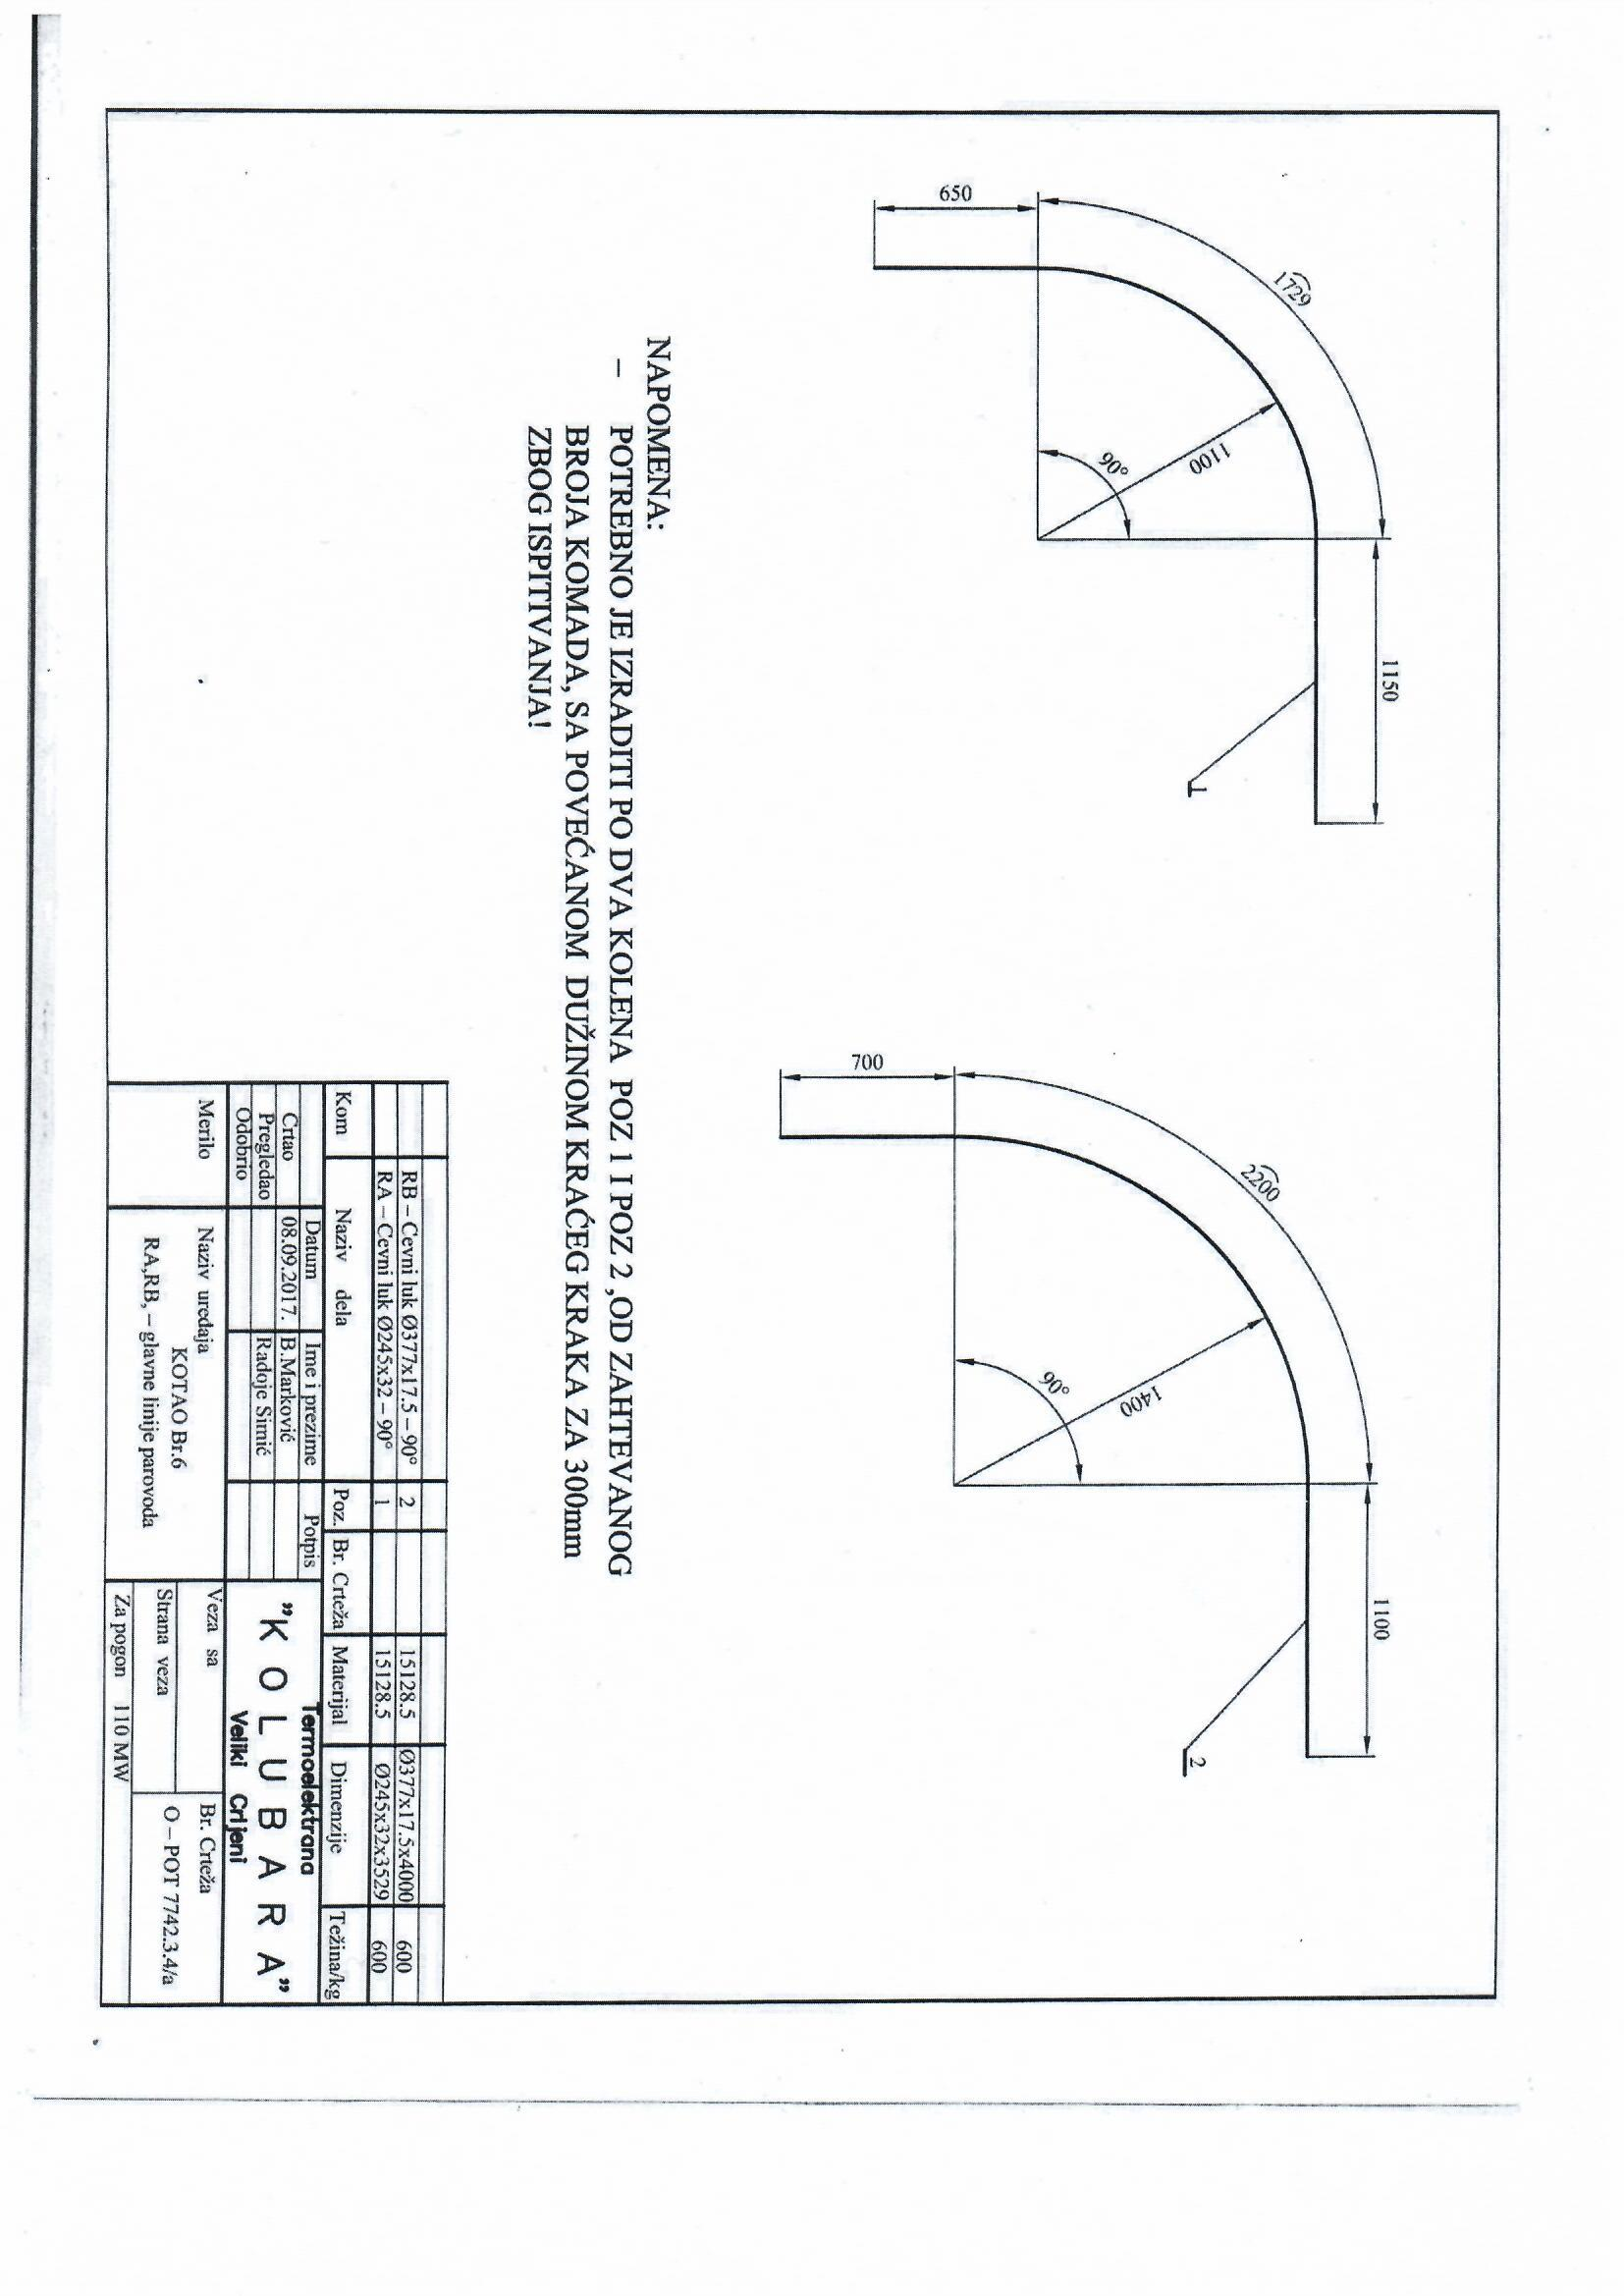 650
1729
1100
90°
1150
1
700
2200
1400
90°
1100
2
NAPOMENA:
– POTREBNO JE IZRADITI PO DVA KOLENA POZ 1 I POZ 2 ,OD ZAHTEVANOG
BROJA KOMADA, SA POVEĆANOM DUŽINOM KRAĆEG KRAKA ZA 300mm
ZBOG ISPITIVANJA!
RB – Cevni luk Ø377x17.5 – 90° 2 15128.5 Ø377x17.5x4000 600
RA – Cevni luk Ø245x32 – 90° 1 15128.5 Ø245x32x3529 600
Kom Naziv dela Poz. Br. Crteža Materijal Dimenzije Težina/kg
Datum Ime i prezime Potpis
Crtao 08.09.2017. B.Marković
Pregledao Radoje Simić
Odobrio
Termoelektrana
"KOLUBARA"
Veliki Crljeni
Merilo
Naziv uređaja
KOTAO Br.6
RA,RB, – glavne linije parovoda
Veza sa
Strana veza
Za pogon 110 MW
Br. Crteža
O – POT 7742.3.4/a